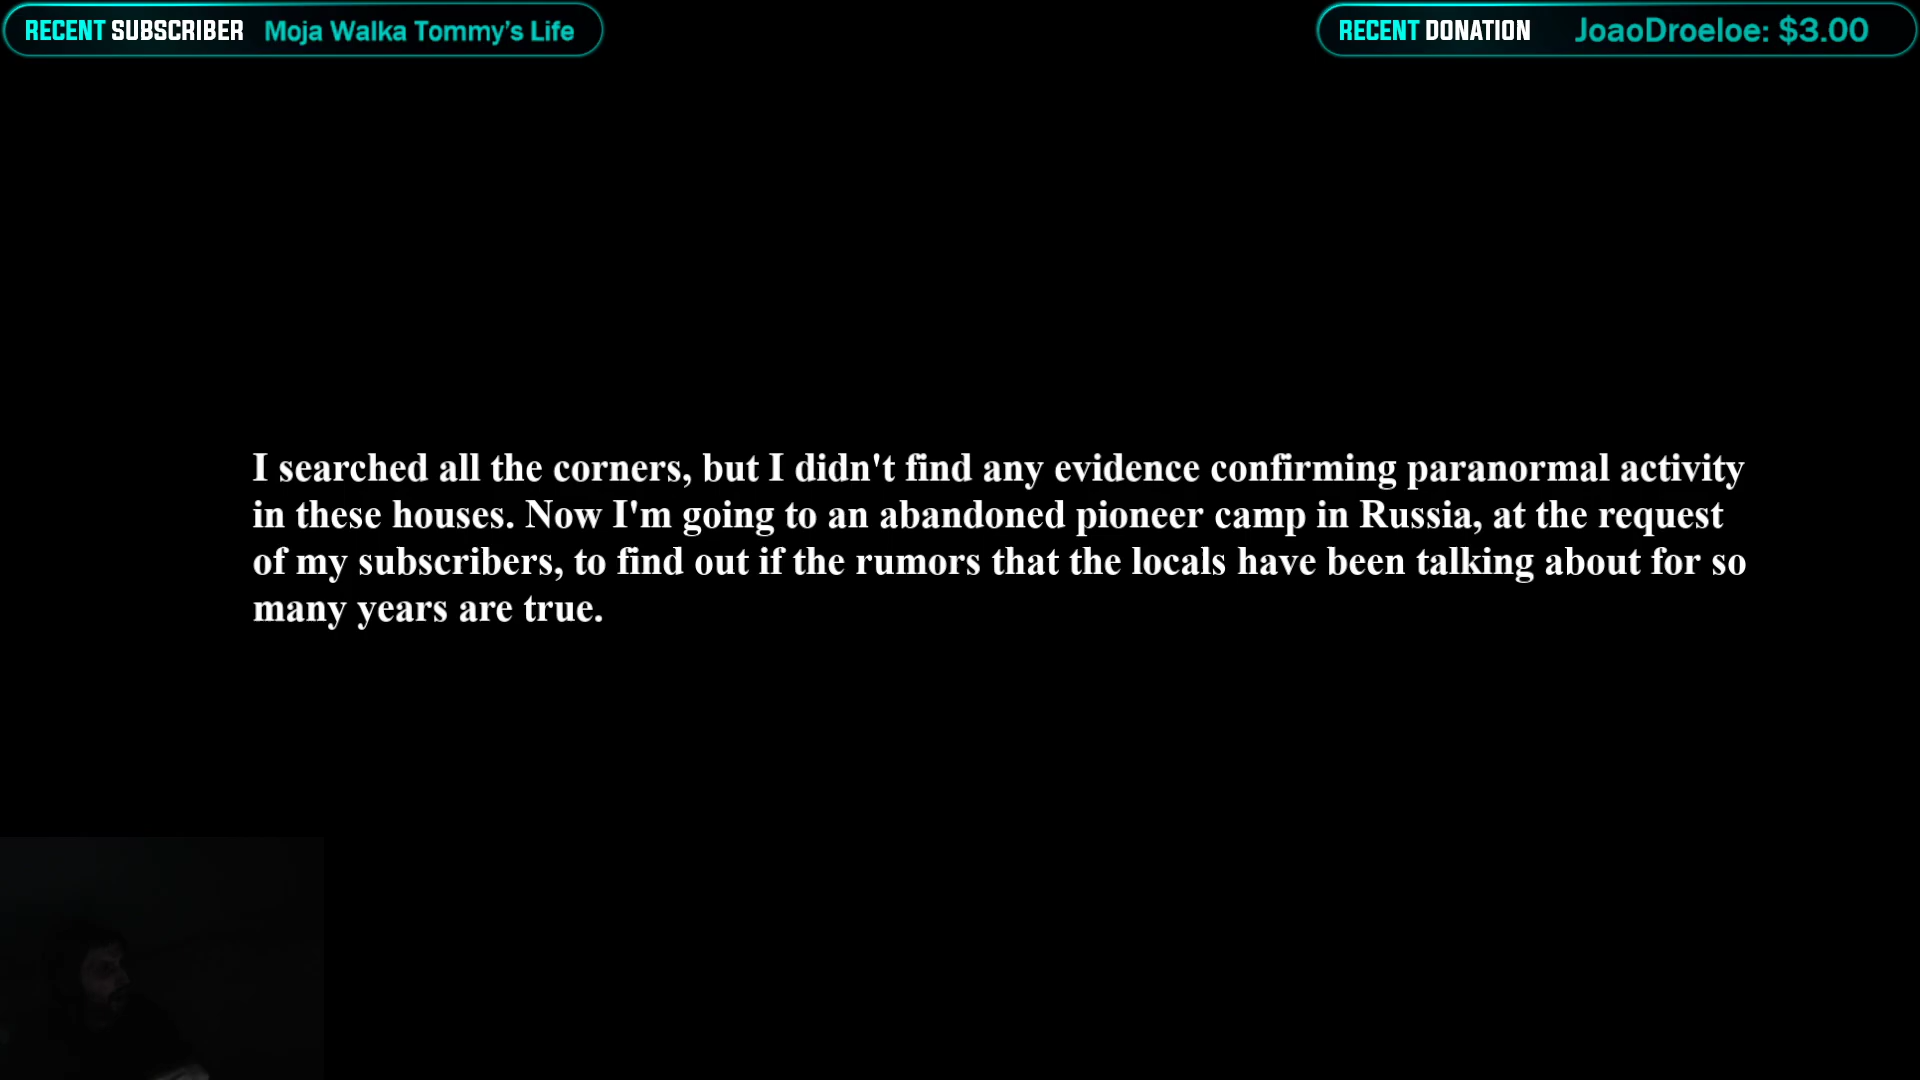 RECENT SUBSCRIBER Moja Walka Tommy's Life
RECENT DONATION JoaoDroeloe: $3.00
I searched all the corners, but I didn't find any evidence confirming paranormal activity
in these houses. Now I'm going to an abandoned pioneer camp in Russia, at the request
of my subscribers, to find out if the rumors that the locals have been talking about for so
many years are true.